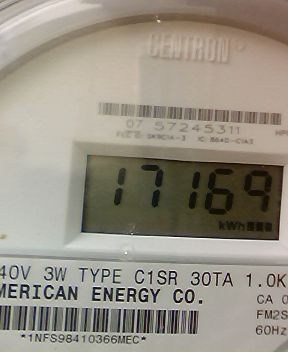 CENTRON®
07 57245311
17169
kWh
40V 3W TYPE C1SR 30TA 1.0K
MERICAN ENERGY CO.
CA 0
FM2S
60Hz
*1NFS98410366MEC*